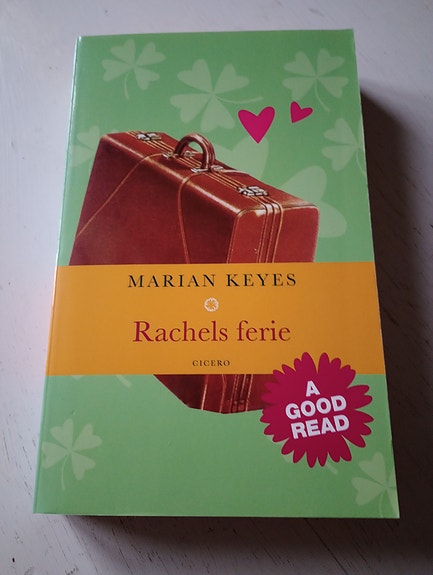 MARIAN KEYES
Rachels ferie
CICERO
A
GOOD
READ